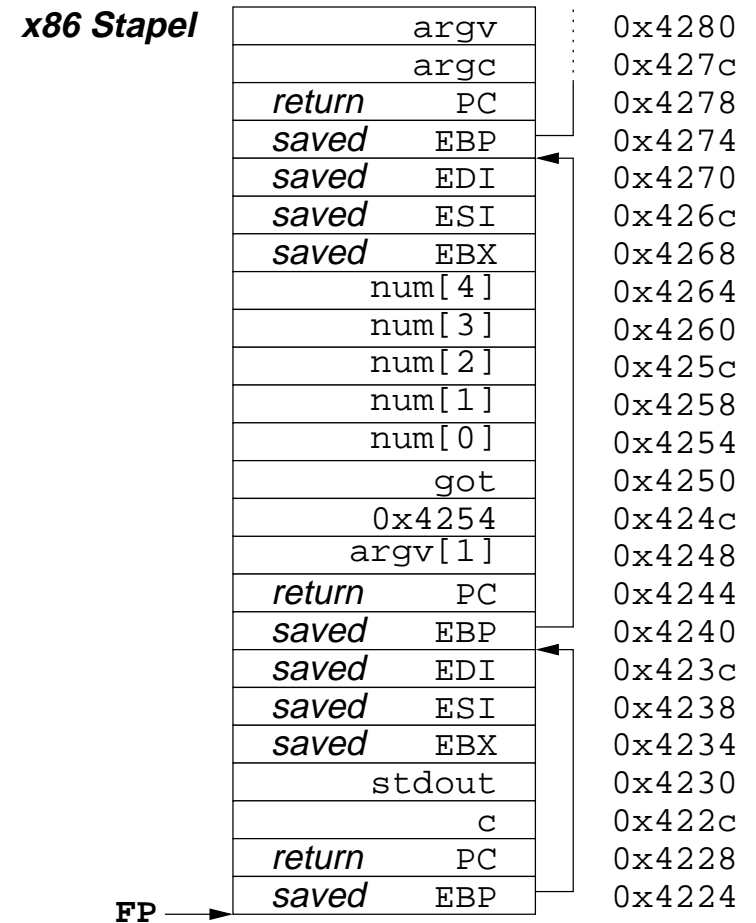 x86 Stapel
argv 0x4280
argc 0x427c
return PC 0x4278
saved EBP 0x4274
saved EDI 0x4270
saved ESI 0x426c
saved EBX 0x4268
num[4] 0x4264
num[3] 0x4260
num[2] 0x425c
num[1] 0x4258
num[0] 0x4254
got 0x4250
0x4254 0x424c
argv[1] 0x4248
return PC 0x4244
saved EBP 0x4240
saved EDI 0x423c
saved ESI 0x4238
saved EBX 0x4234
stdout 0x4230
c 0x422c
return PC 0x4228
saved EBP 0x4224
FP